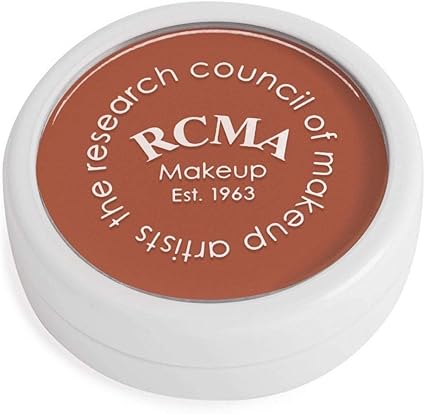 the research council of makeup artists
RCMA
Makeup
Est. 1963